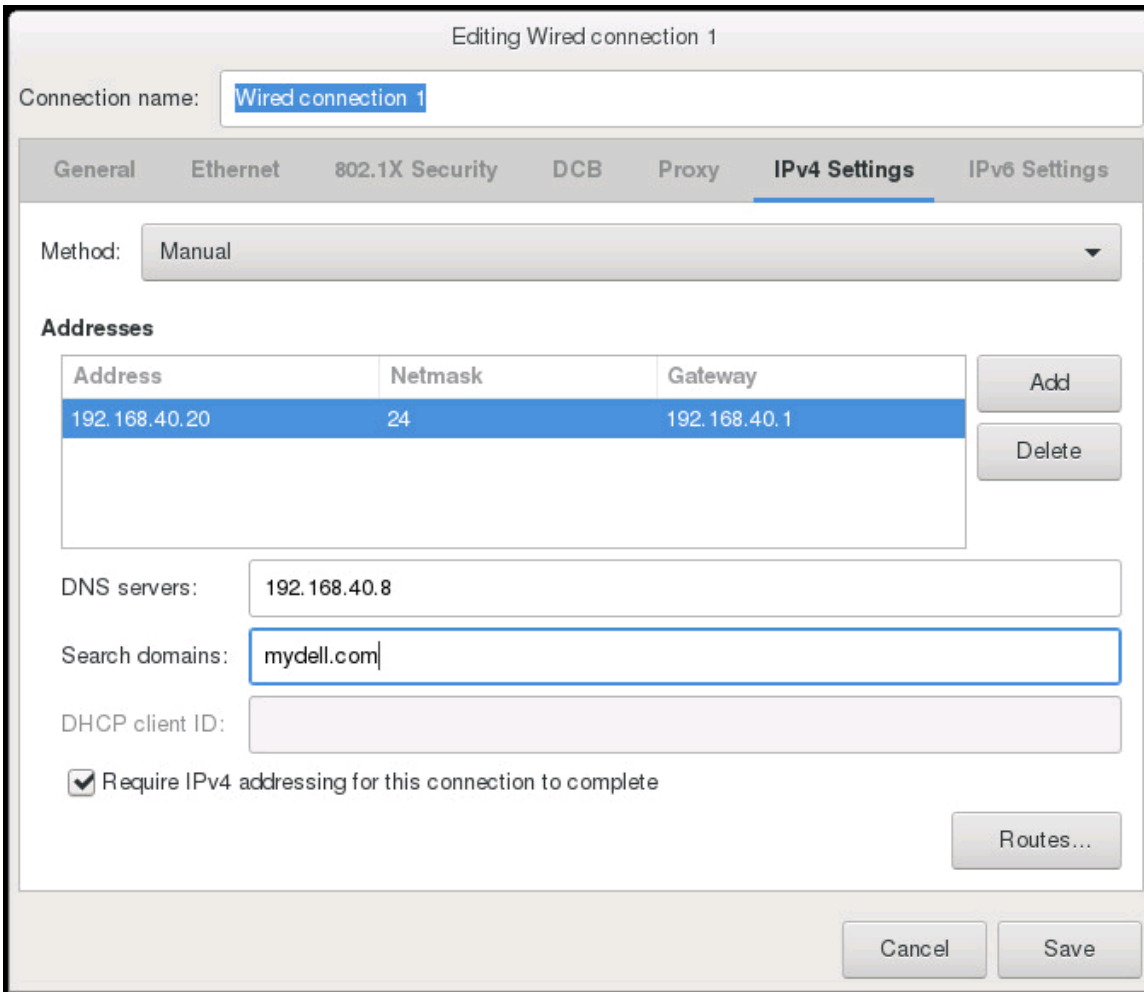 Editing Wired connection 1
Connection name: Wired connection 1
General Ethernet 802.1X Security DCB Proxy IPv4 Settings IPv6 Settings
Method: Manual
Addresses
Address Netmask Gateway
Add
192.168.40.20 24 192.168.40.1
Delete
DNS servers: 192.168.40.8
Search domains: mydell.com
DHCP client ID:
Require IPv4 addressing for this connection to complete
Routes...
Cancel Save